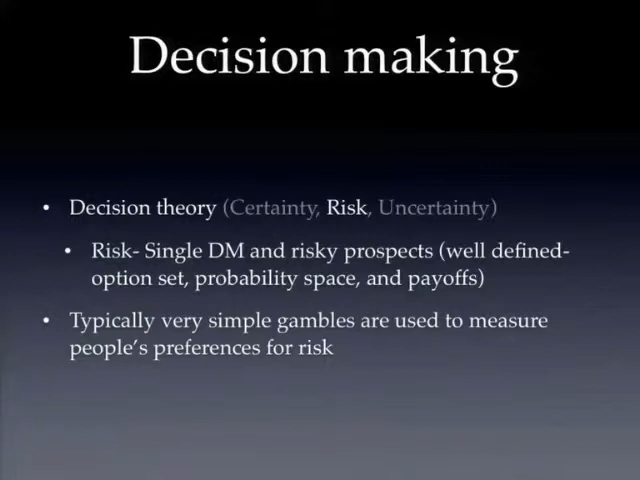 Decision making
• Decision theory (Certainty, Risk, Uncertainty)
• Risk- Single DM and risky prospects (well defined-
option set, probability space, and payoffs)
• Typically very simple gambles are used to measure
people's preferences for risk